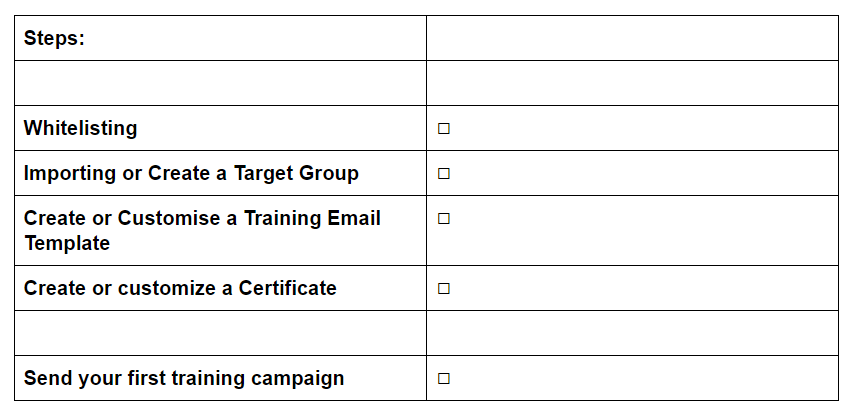 Steps:
Whitelisting
☐
Importing or Create a Target Group
☐
Create or Customise a Training Email
Template
☐
Create or customize a Certificate
☐
Send your first training campaign
☐